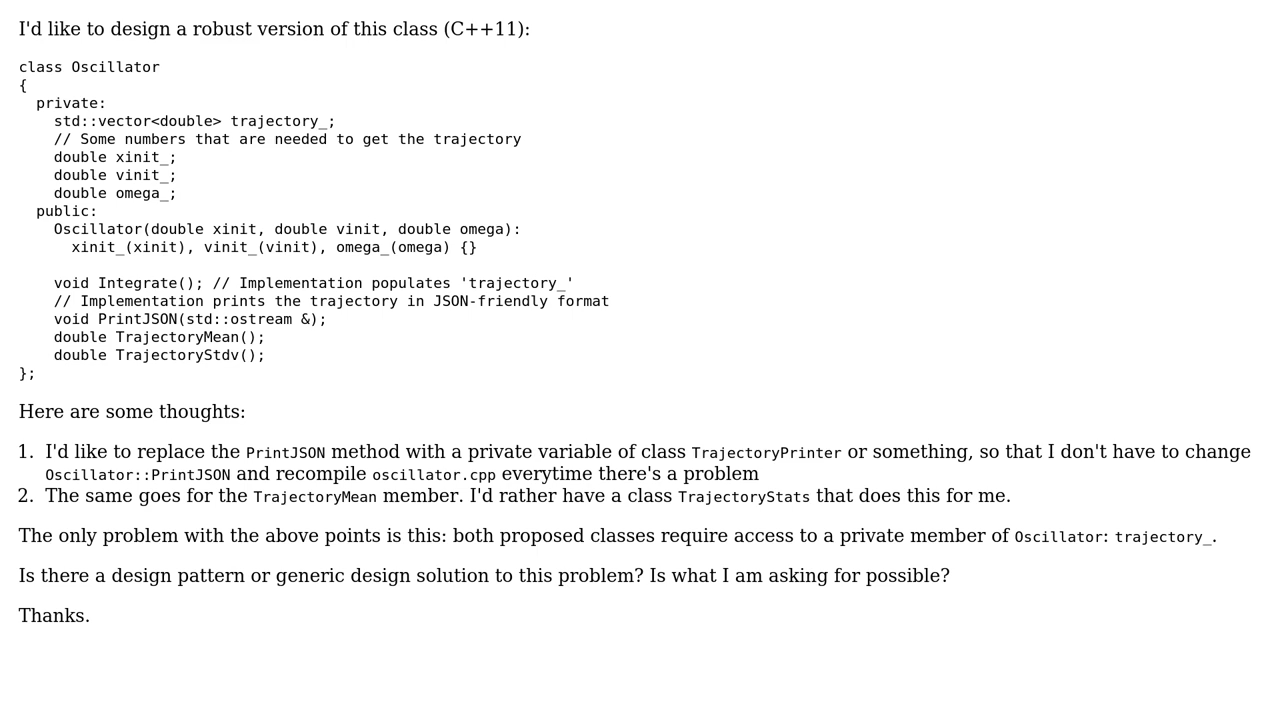 I'd like to design a robust version of this class (C++11):
class Oscillator
{
  private:
    std::vector<double> trajectory_;
    // Some numbers that are needed to get the trajectory
    double xinit_;
    double vinit_;
    double omega_;
  public:
    Oscillator(double xinit, double vinit, double omega):
      xinit_(xinit), vinit_(vinit), omega_(omega) {}

    void Integrate(); // Implementation populates 'trajectory_'
    // Implementation prints the trajectory in JSON-friendly format
    void PrintJSON(std::ostream &);
    double TrajectoryMean();
    double TrajectoryStdv();
};
Here are some thoughts:
1. I'd like to replace the PrintJSON method with a private variable of class TrajectoryPrinter or something, so that I don't have to change
Oscillator::PrintJSON and recompile oscillator.cpp everytime there's a problem
2. The same goes for the TrajectoryMean member. I'd rather have a class TrajectoryStats that does this for me.
The only problem with the above points is this: both proposed classes require access to a private member of Oscillator: trajectory_.
Is there a design pattern or generic design solution to this problem? Is what I am asking for possible?
Thanks.